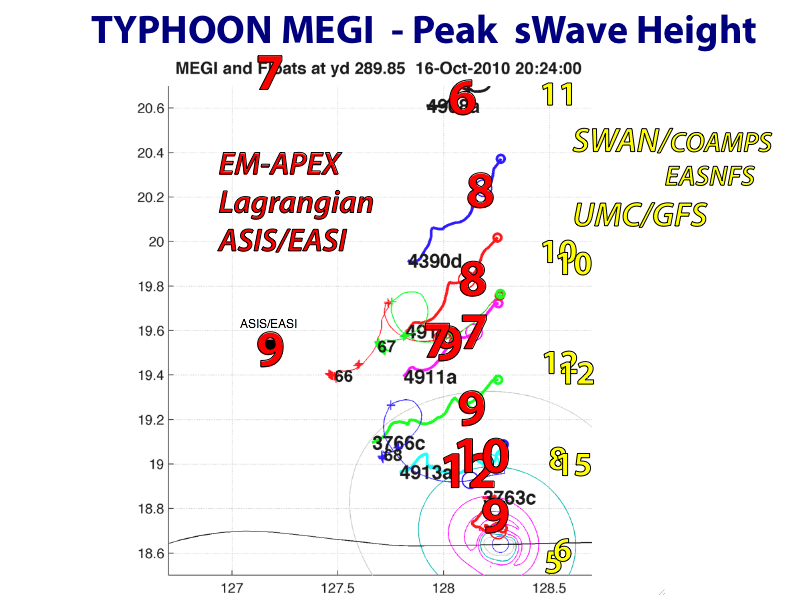 TYPHOON MEGI - Peak sWave Height
MEGI and Floats at yd 289.85 16-Oct-2010 20:24:00
7
6
11
20.6
SWAN/COAMPS
EASNFS
UMC/GFS
20.4
EM-APEX
Lagrangian
ASIS/EASI
20.2
8
20
4390d
10
10
19.8
8
ASIS/EASI
9
19.6
67
7
9
7
66
19.4
4911a
12
12
9
19.2
3766c
68
4913a
19
10
12
8
15
3763c
18.8
9
18.6
6
5
127
127.5
128
128.5